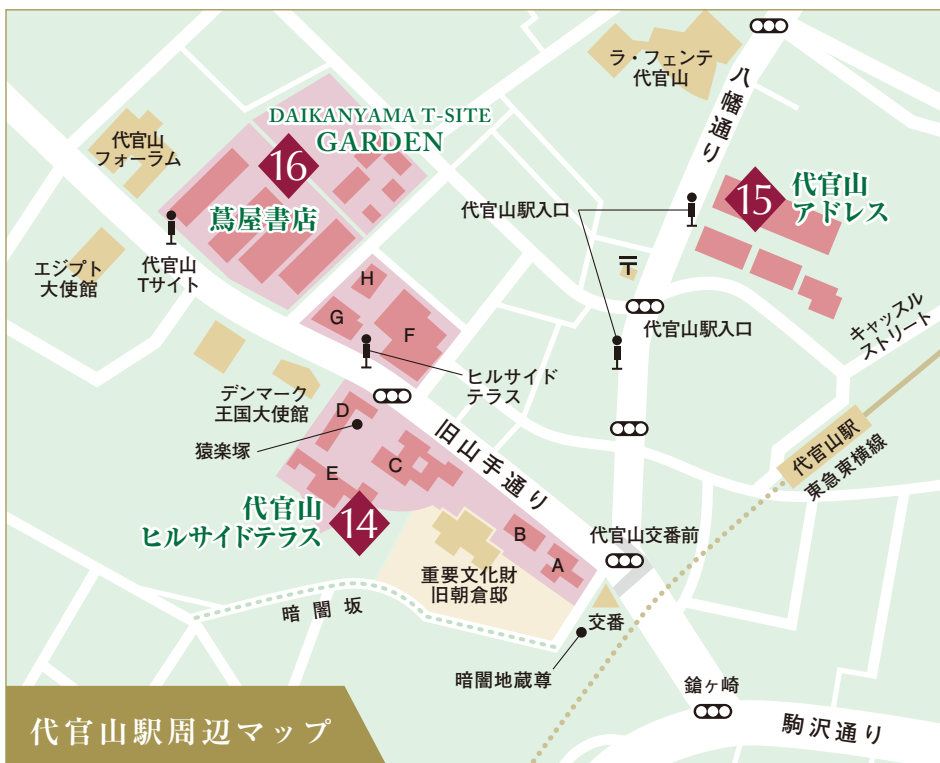 ラ・フェンテ
代官山
八幡通り
DAIKANYAMA T-SITE
GARDEN
16
蔦屋書店
代官山
フォーラム
代官山
Tサイト
エジプト
大使館
代官山駅入口
15
代官山
アドレス
〒
代官山駅入口
キャッスル
ストリート
H
G
F
ヒルサイド
テラス
デンマーク
王国大使館
D
猿楽塚
C
E
旧山手通り
代官山駅
東急東横線
14
代官山
ヒルサイドテラス
B
A
代官山交番前
重要文化財
旧朝倉邸
暗闇坂
交番
暗闇地蔵尊
鎗ヶ崎
駒沢通り
代官山駅周辺マップ